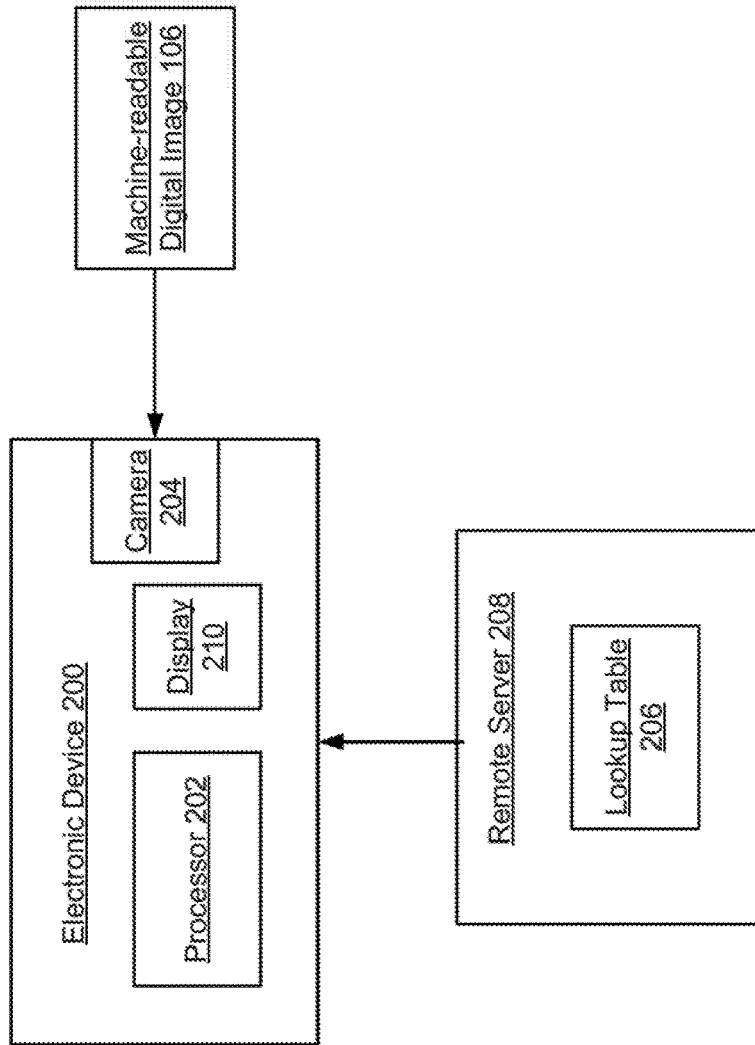 Electronic Device 200
Processor 202
Display
210
Camera
204
Machine-readable
Digital Image 106
Remote Server 208
Lookup Table
206